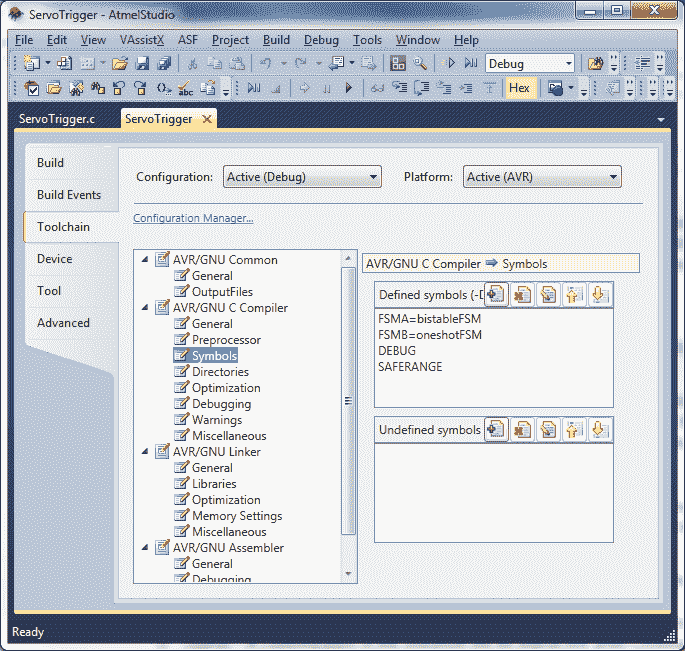 ServoTrigger - AtmelStudio
File Edit View VAssistX ASF Project Build Debug Tools Window Help
Debug
Hex
ServoTrigger.c ServoTrigger
Build
Build Events
Toolchain
Device
Tool
Advanced
Configuration: Active (Debug) Platform: Active (AVR)
Configuration Manager...
AVR/GNU Common
General
OutputFiles
AVR/GNU C Compiler
General
Preprocessor
Symbols
Directories
Optimization
Debugging
Warnings
Miscellaneous
AVR/GNU Linker
General
Libraries
Optimization
Memory Settings
Miscellaneous
AVR/GNU Assembler
General
Debugging
AVR/GNU C Compiler ⇨ Symbols
Defined symbols (-D
FSMA=bistableFSM
FSMB=oneshotFSM
DEBUG
SAFERANGE
Undefined symbols
Ready